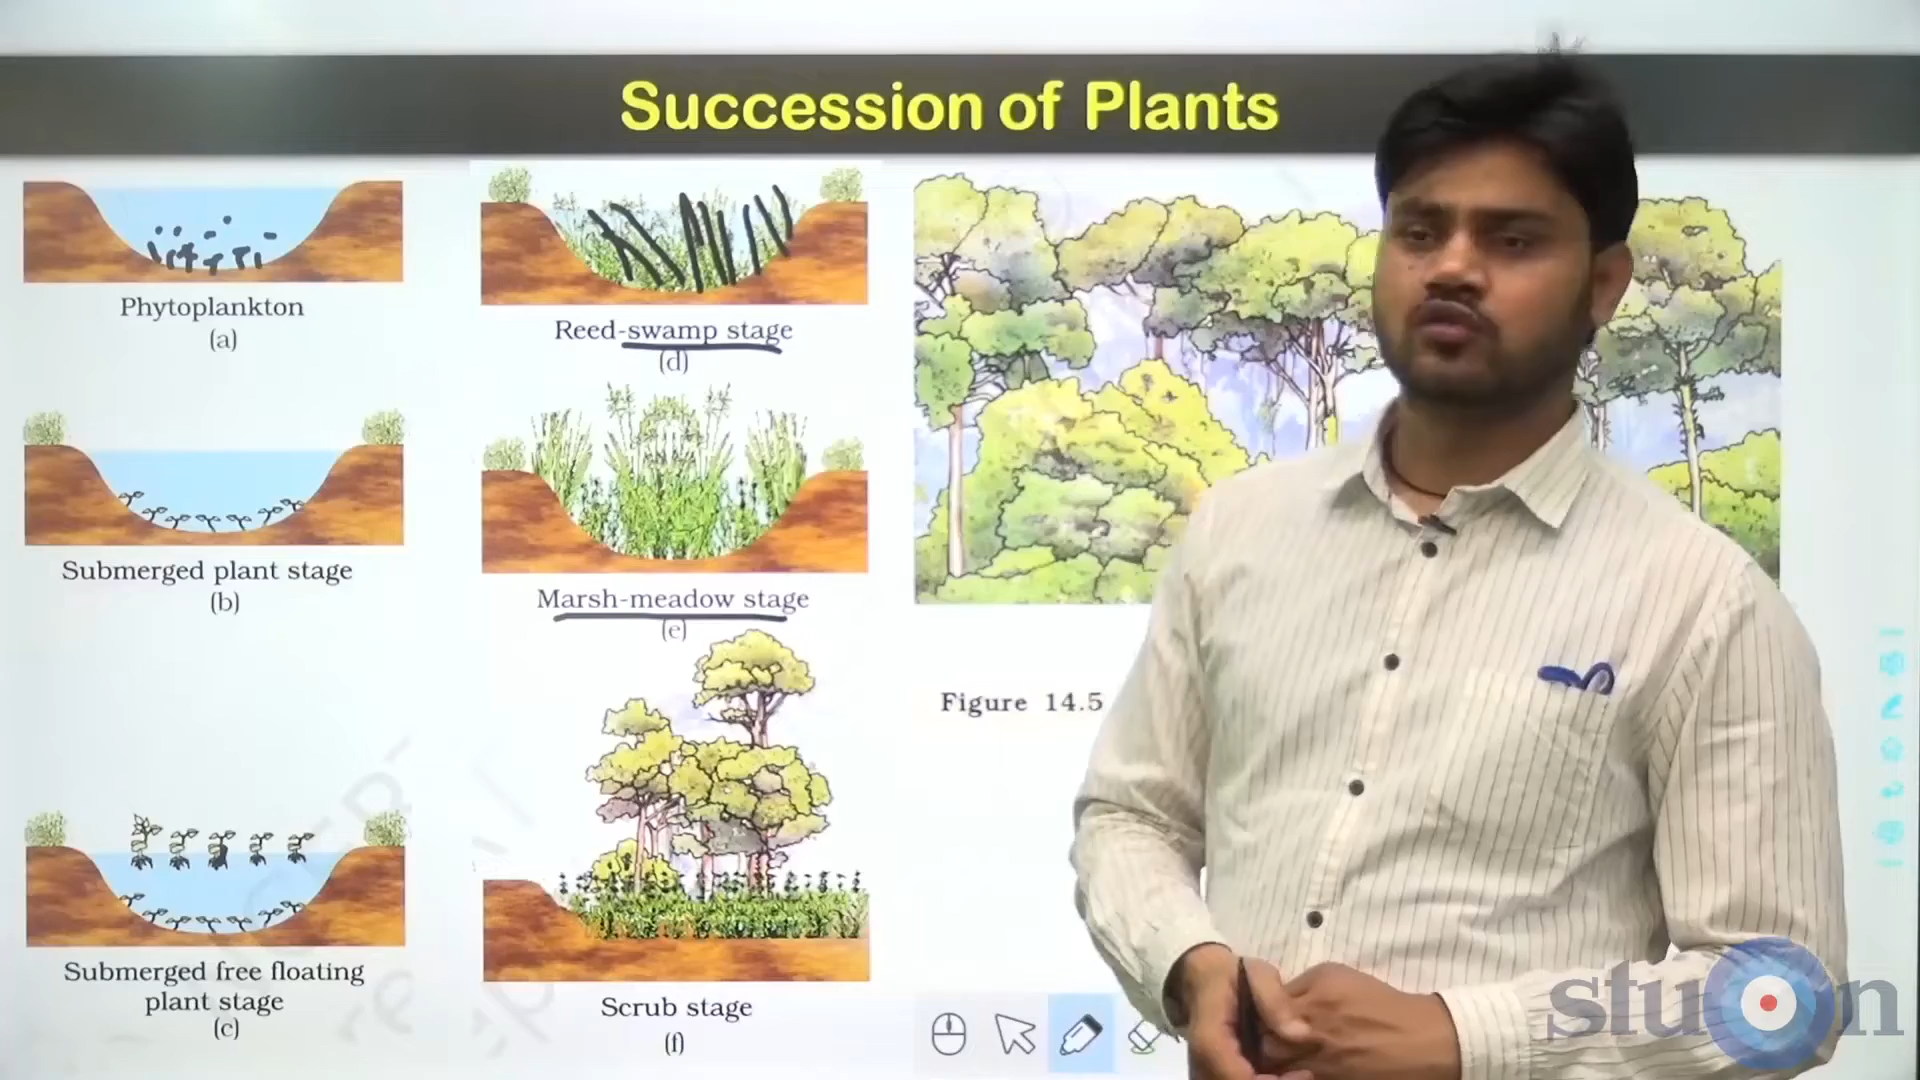 Succession of Plants
Phytoplankton
(a)
Submerged plant stage
(b)
Submerged free floating
plant stage
(c)
Reed-swamp stage
(d)
Marsh-meadow stage
(e)
Scrub stage
(f)
Figure 14.5
stuon